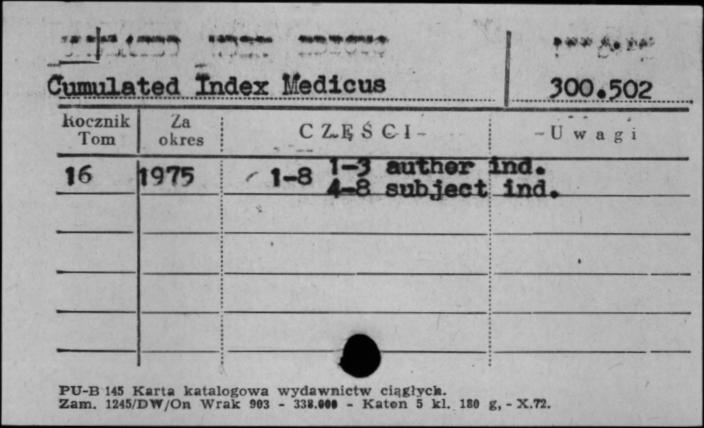 Cumulated Index Medicus 300.502
Rocznik Tom Za okres CZĘŚCI Uwagi
16 1975 1-8 1-3 auther ind.
4-8 subject ind.
PU-B 145 Karta katalogowa wydawnictw ciągłych.
Zam. 1245/DW/On Wrak 903 - 338.000 - Katen 5 kl. 180 g, - X.72.